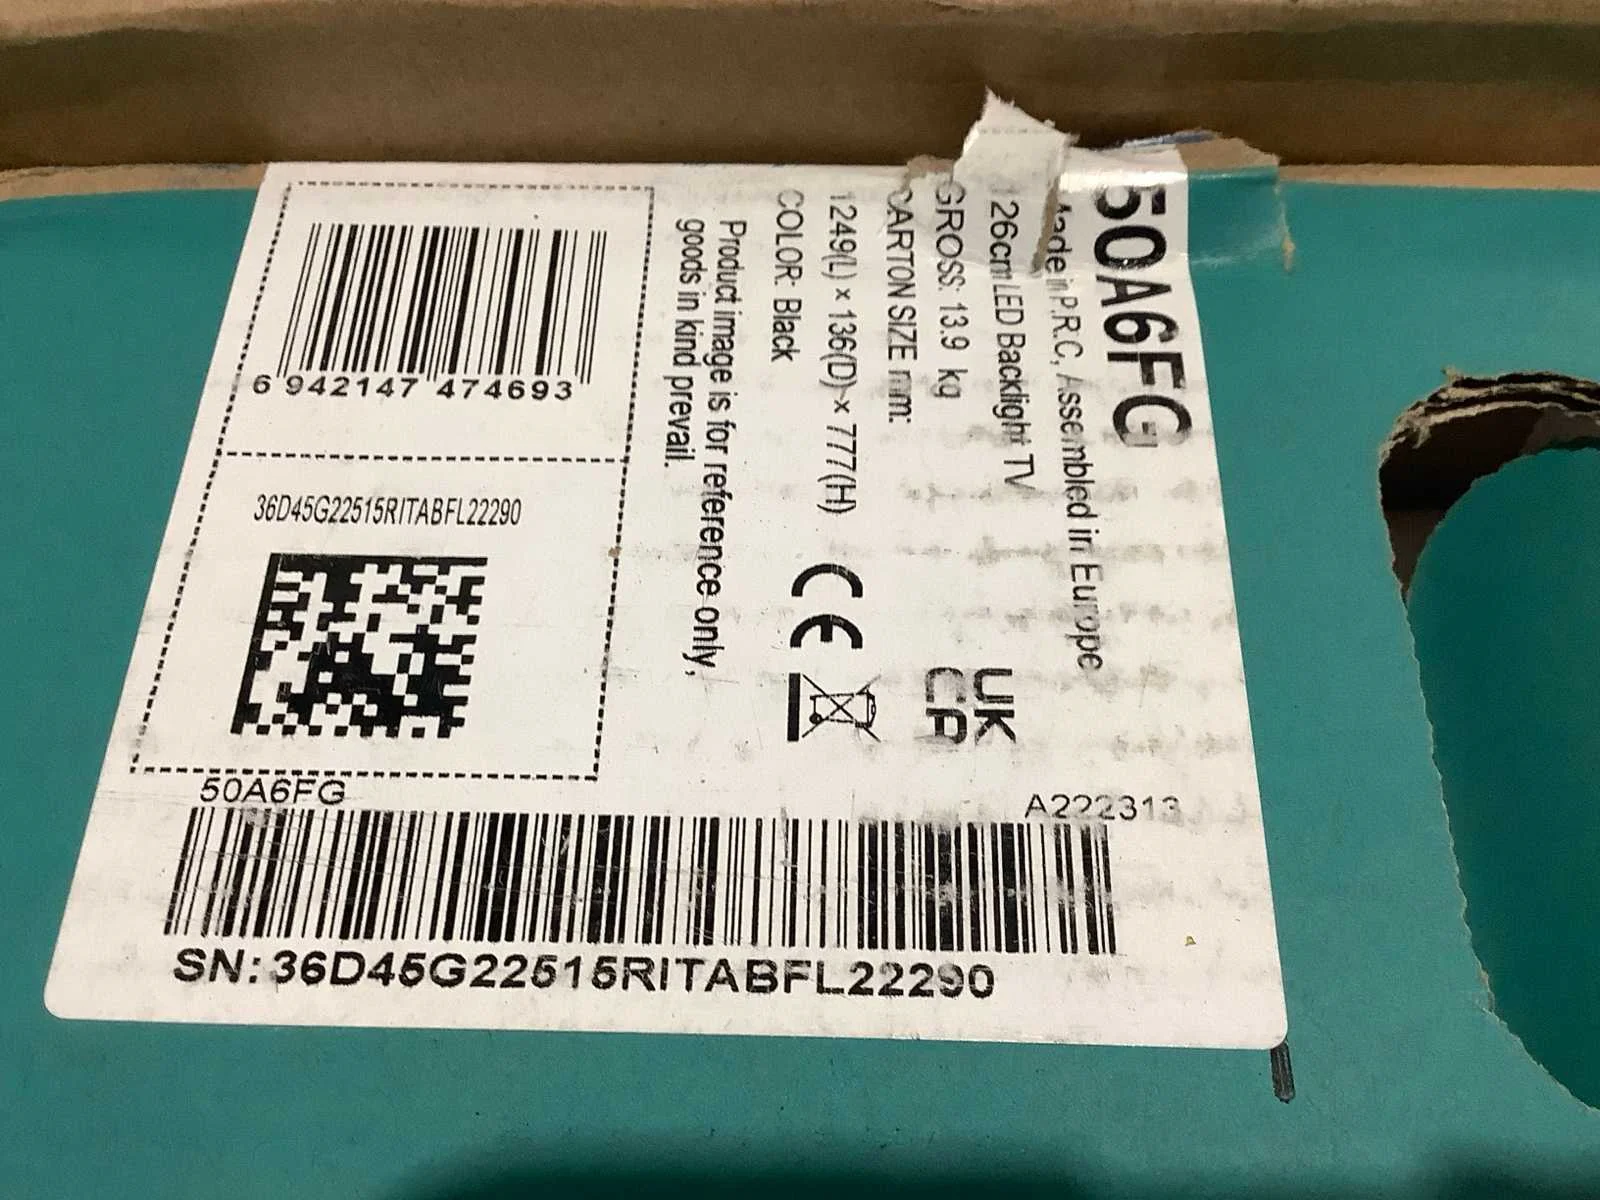 50A6FG
Made in P.R.C, Assembled in Europe
126cm LED Backlight TV
GROSS: 13.9 kg
CARTON SIZE mm:
1249(L) × 136(D) × 777(H)
COLOR: Black
Product image is for reference only,
goods in kind prevail.
UK
CA
CE
6 942147 474693
36D45G22515RITABFL22290
50A6FG
A222313
SN:36D45G22515RITABFL22290